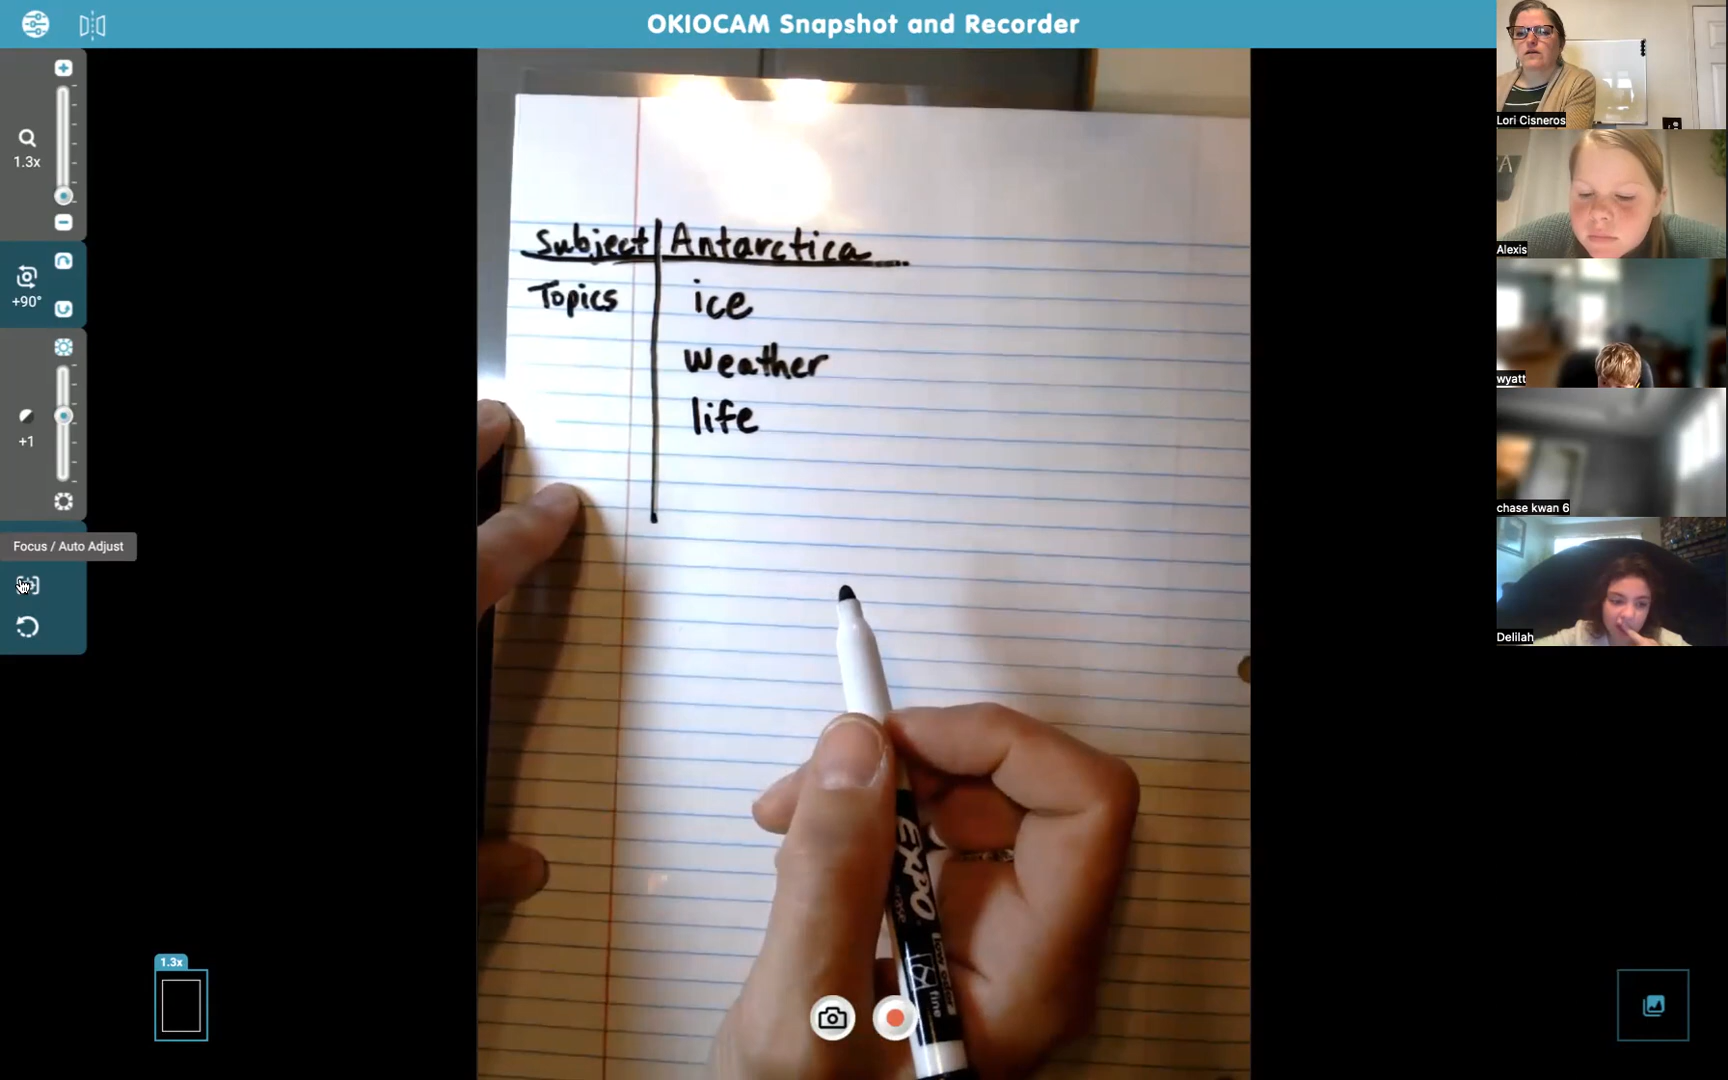 OKIOCAM Snapshot and Recorder
1.3x
+90°
+1
Focus / Auto Adjust
Subject Antarctica
Topics ice
weather
life
EXPO
fine
1.3x
Lori Cisneros
Alexis
wyatt
chase kwan 6
Delilah